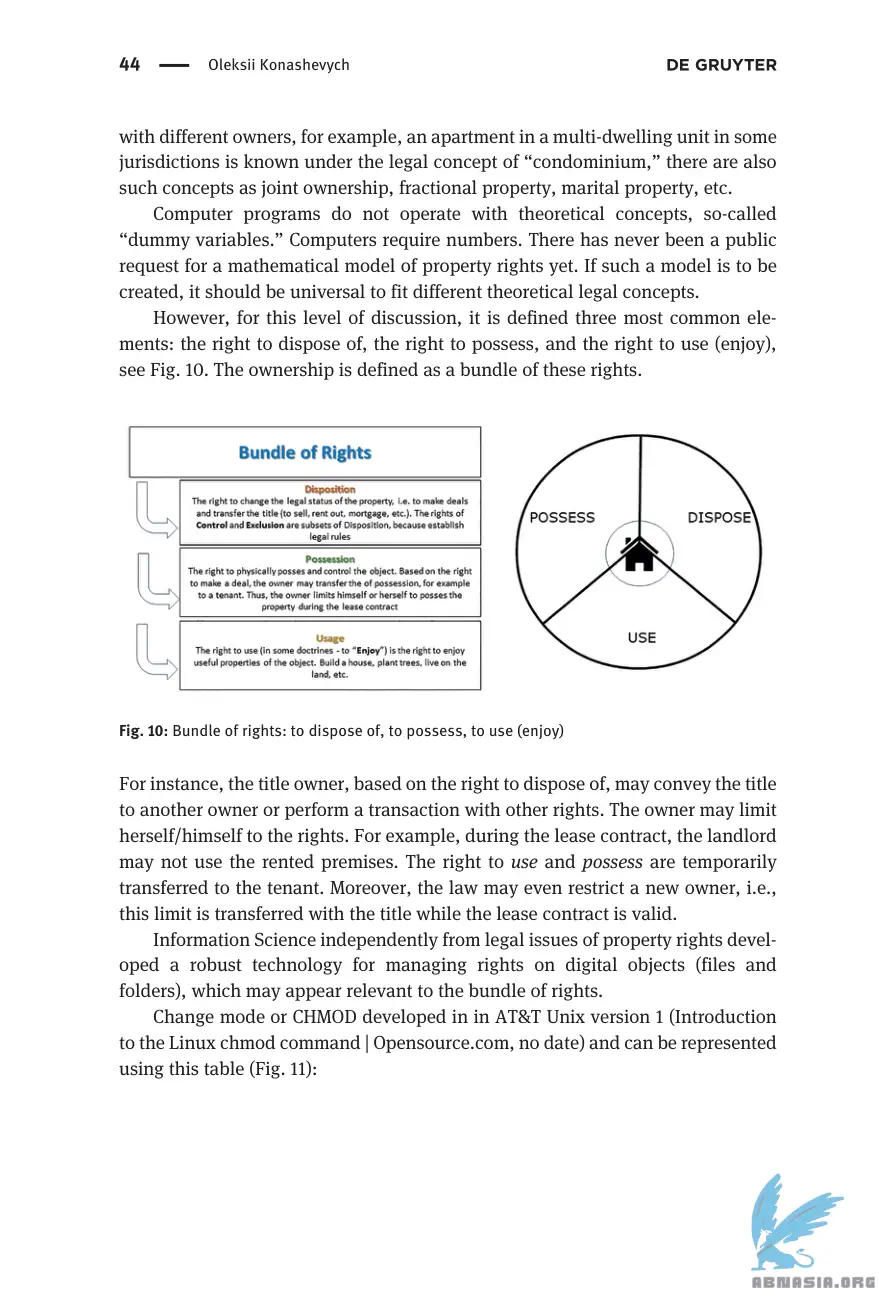 44 — Oleksii Konashevych DE GRUYTER
with different owners, for example, an apartment in a multi-dwelling unit in some
jurisdictions is known under the legal concept of “condominium,” there are also
such concepts as joint ownership, fractional property, marital property, etc.
Computer programs do not operate with theoretical concepts, so-called
“dummy variables.” Computers require numbers. There has never been a public
request for a mathematical model of property rights yet. If such a model is to be
created, it should be universal to fit different theoretical legal concepts.
However, for this level of discussion, it is defined three most common ele-
ments: the right to dispose of, the right to possess, and the right to use (enjoy),
see Fig. 10. The ownership is defined as a bundle of these rights.
Bundle of Rights
Disposition
The right to change the legal status of the property, i.e. to make deals
and transfer the title (to sell, rent out, mortgage, etc.). The rights of
Control and Exclusion are subsets of Disposition, because establish
legal rules
Possession
The right to physically posses and control the object. Based on the right
to make a deal, the owner may transfer the of possession, for example
to a tenant. Thus, the owner limits himself or herself to posses the
property during the lease contract
Usage
The right to use (in some doctrines - to “Enjoy”) is the right to enjoy
useful properties of the object. Build a house, plant trees, live on the
land, etc.
POSSESS
DISPOSE
USE
Fig. 10: Bundle of rights: to dispose of, to possess, to use (enjoy)
For instance, the title owner, based on the right to dispose of, may convey the title
to another owner or perform a transaction with other rights. The owner may limit
herself/himself to the rights. For example, during the lease contract, the landlord
may not use the rented premises. The right to use and possess are temporarily
transferred to the tenant. Moreover, the law may even restrict a new owner, i.e.,
this limit is transferred with the title while the lease contract is valid.
Information Science independently from legal issues of property rights devel-
oped a robust technology for managing rights on digital objects (files and
folders), which may appear relevant to the bundle of rights.
Change mode or CHMOD developed in in AT&T Unix version 1 (Introduction
to the Linux chmod command | Opensource.com, no date) and can be represented
using this table (Fig. 11):
ABNASIA.ORG